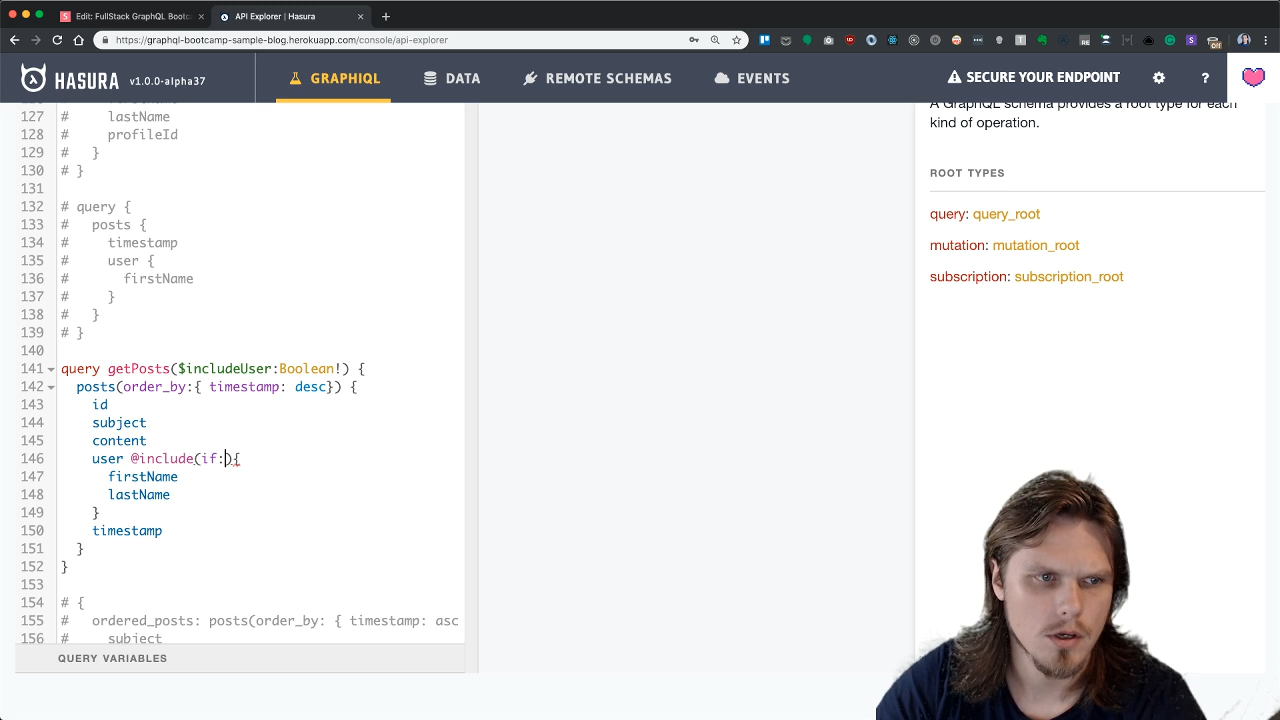 Edit: FullStack GraphQL Bootc
API Explorer | Hasura
https://graphql-bootcamp-sample-blog.herokuapp.com/console/api-explorer
HASURA v1.0.0-alpha37
GRAPHIQL
DATA
REMOTE SCHEMAS
EVENTS
SECURE YOUR ENDPOINT
127 # lastName
128 # profileId
129 # }
130 # }
131
132 # query {
133 # posts {
134 # timestamp
135 # user {
136 # firstName
137 # }
138 # }
139 # }
140
141 query getPosts($includeUser:Boolean!) {
142 posts(order_by:{ timestamp: desc}) {
143 id
144 subject
145 content
146 user @include(if:){
147 firstName
148 lastName
149 }
150 timestamp
151 }
152 }
153
154 # {
155 # ordered_posts: posts(order_by: { timestamp: asc
156 # subject
QUERY VARIABLES
A GraphQL schema provides a root type for each
kind of operation.
ROOT TYPES
query: query_root
mutation: mutation_root
subscription: subscription_root